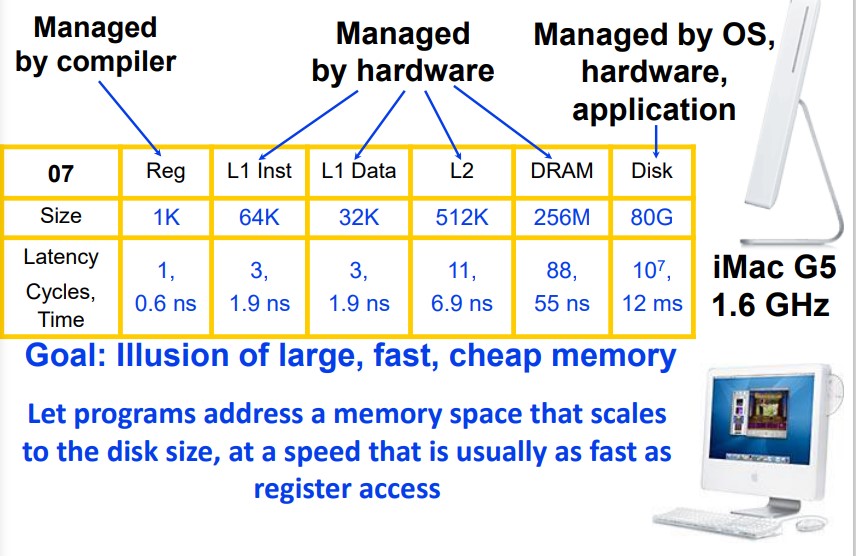 Managed
by compiler
Managed
by hardware
Managed by OS,
hardware,
application
07 Reg L1 Inst L1 Data L2 DRAM Disk
Size 1K 64K 32K 512K 256M 80G
Latency
Cycles,
Time
1,
0.6 ns
3,
1.9 ns
3,
1.9 ns
11,
6.9 ns
88,
55 ns
10⁷,
12 ms
iMac G5
1.6 GHz
Goal: Illusion of large, fast, cheap memory
Let programs address a memory space that scales
to the disk size, at a speed that is usually as fast as
register access